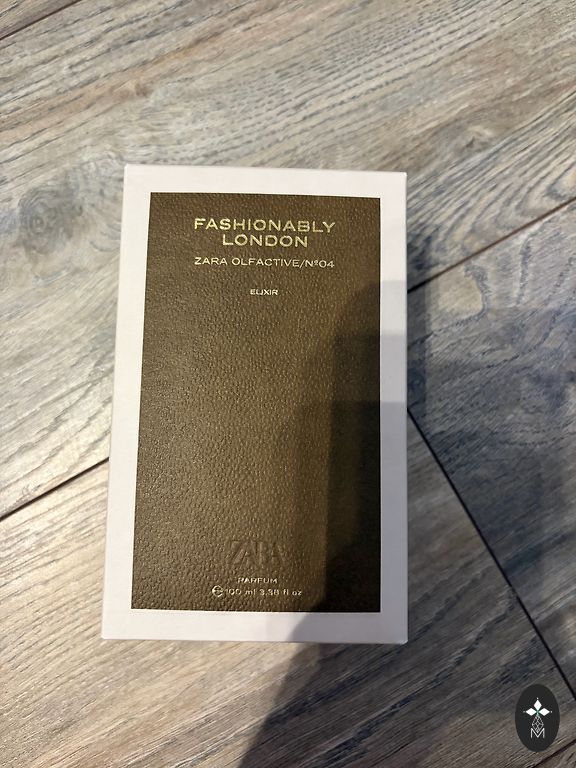 FASHIONABLY
LONDON
ZARA OLFACTIVE/Nº04
ELIXIR
ZARA
PARFUM
℮100 ml 3.38 fl oz
M